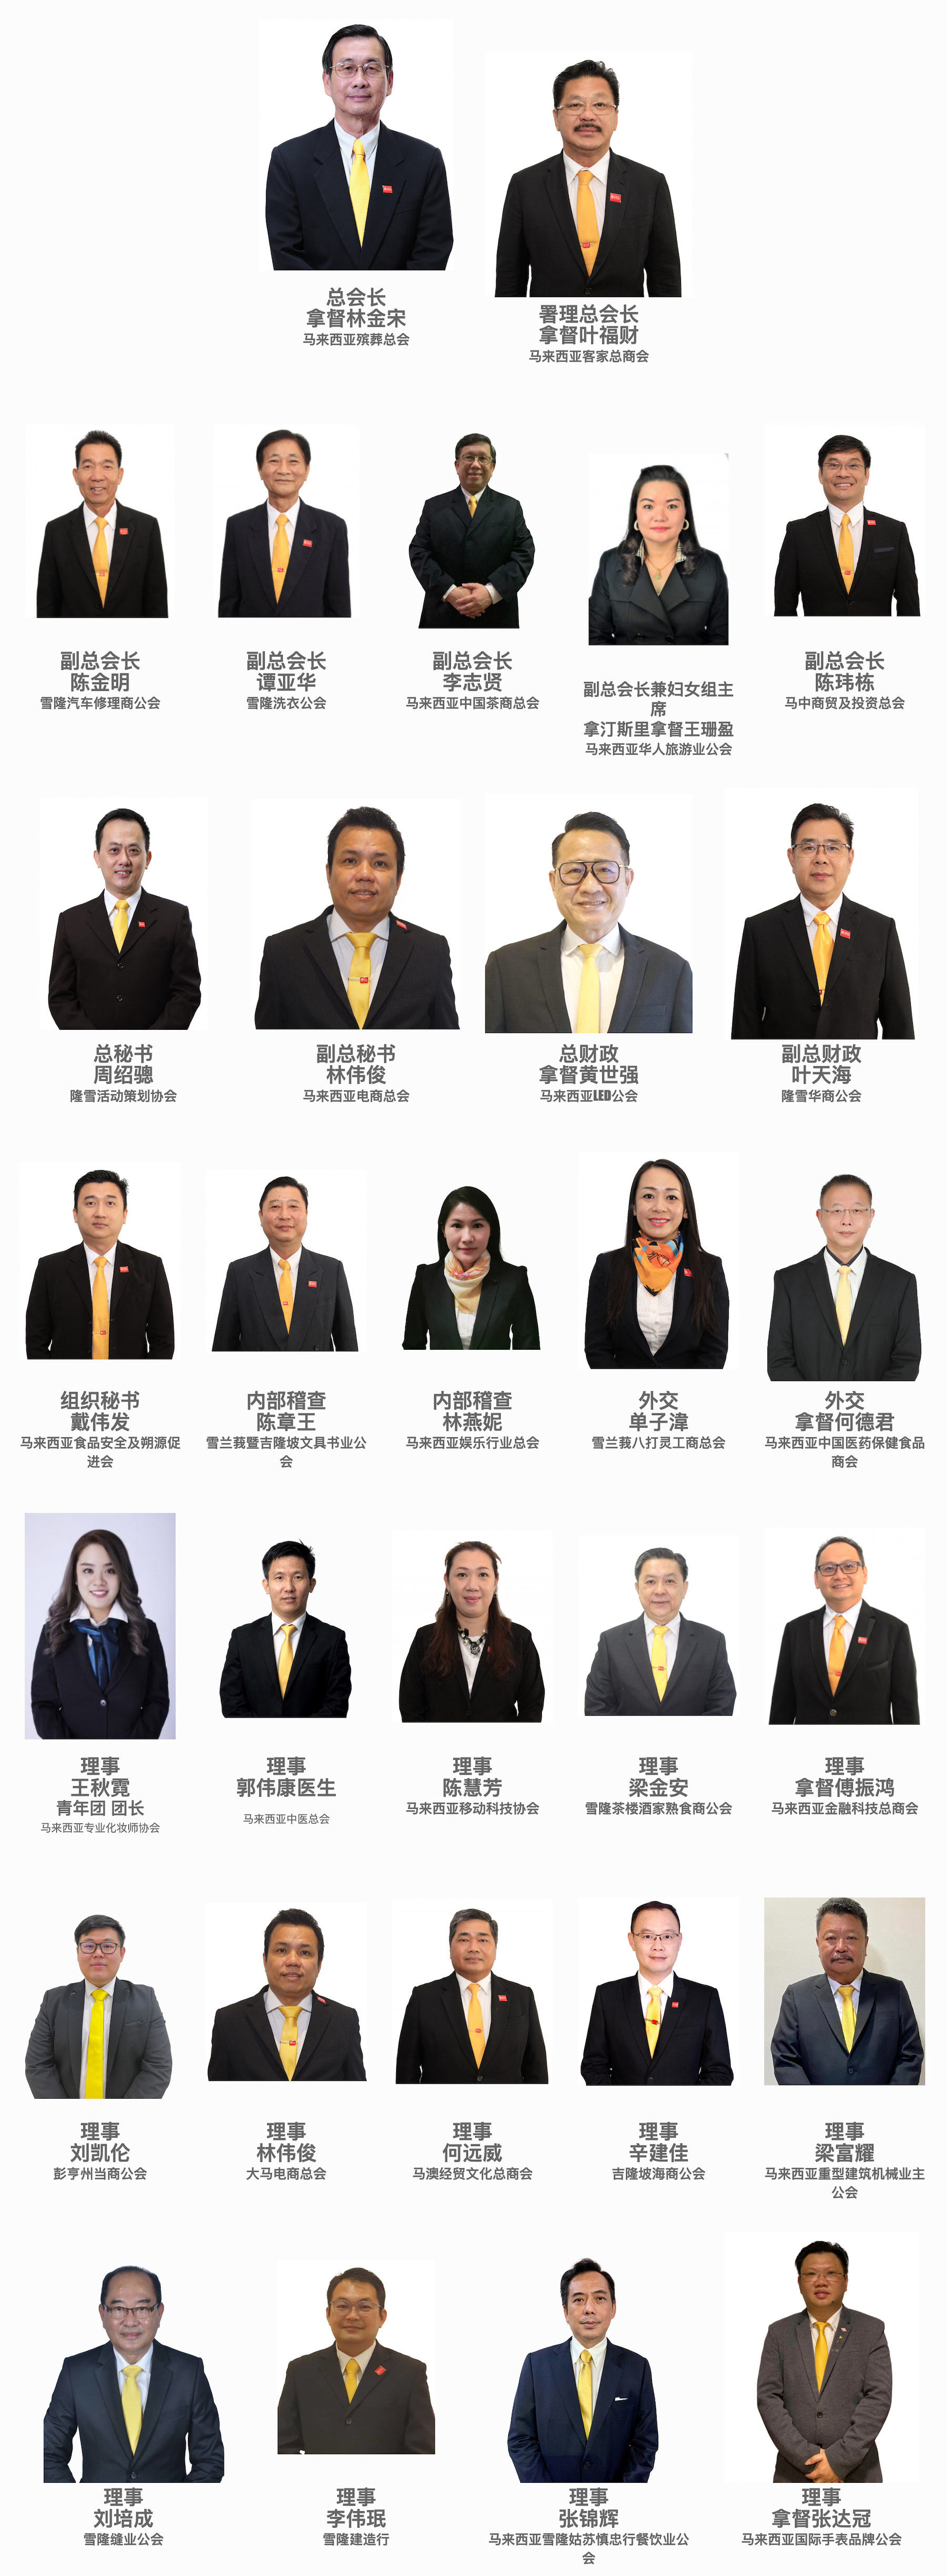 总会长
拿督林金宋
马来西亚殡葬总会
署理总会长
拿督叶福财
马来西亚客家总商会
副总会长
陈金明
雪隆汽车修理商公会
副总会长
谭亚华
雪隆洗衣公会
副总会长
李志贤
马来西亚中国茶商总会
副总会长兼妇女组主
席
拿汀斯里拿督王珊盈
马来西亚华人旅游业公会
副总会长
陈玮栋
马中商贸及投资总会
总秘书
周绍骢
隆雪活动策划协会
副总秘书
林伟俊
马来西亚电商总会
总财政
拿督黄世强
马来西亚LED公会
副总财政
叶天海
隆雪华商公会
组织秘书
戴伟发
马来西亚食品安全及朔源促
进会
内部稽查
陈章王
雪兰莪暨吉隆坡文具书业公
会
内部稽查
林燕妮
马来西亚娱乐行业总会
外交
单子湋
雪兰莪八打灵工商总会
外交
拿督何德君
马来西亚中国医药保健食品
商会
理事
王秋霓
青年团 团长
马来西亚专业化妆师协会
理事
郭伟康医生
马来西亚中医总会
理事
陈慧芳
马来西亚移动科技协会
理事
梁金安
雪隆茶楼酒家熟食商公会
理事
拿督傅振鸿
马来西亚金融科技总商会
理事
刘凯伦
彭亨州当商公会
理事
林伟俊
大马电商总会
理事
何远威
马澳经贸文化总商会
理事
辛建佳
吉隆坡海商公会
理事
梁富耀
马来西亚重型建筑机械业主
公会
理事
刘培成
雪隆缝业公会
理事
李伟珉
雪隆建造行
理事
张锦辉
马来西亚雪隆姑苏慎忠行餐饮业公
会
理事
拿督张达冠
马来西亚国际手表品牌公会